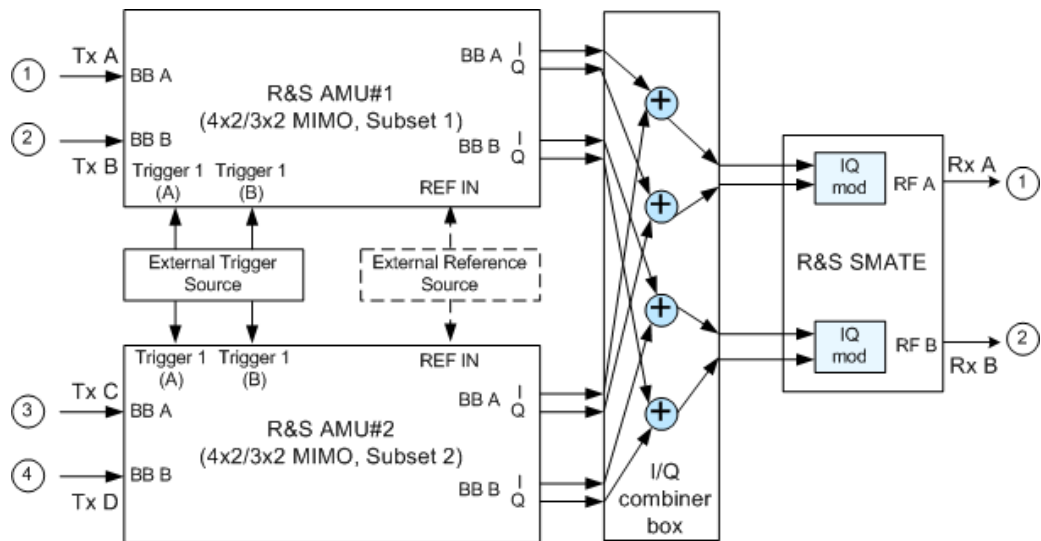 Tx A
1
BB A
2
BB B
Tx B
R&S AMU#1
(4x2/3x2 MIMO, Subset 1)
Trigger 1
(A)
Trigger 1
(B)
REF IN
BB A
I
Q
BB B
I
Q
External Trigger
Source
External Reference
Source
Trigger 1
(A)
Trigger 1
(B)
REF IN
Tx C
3
BB A
4
BB B
Tx D
R&S AMU#2
(4x2/3x2 MIMO, Subset 2)
BB A
I
Q
BB B
I
Q
+
+
+
+
I/Q
combiner
box
IQ
mod
RF A
R&S SMATE
IQ
mod
RF B
Rx A
1
2
Rx B